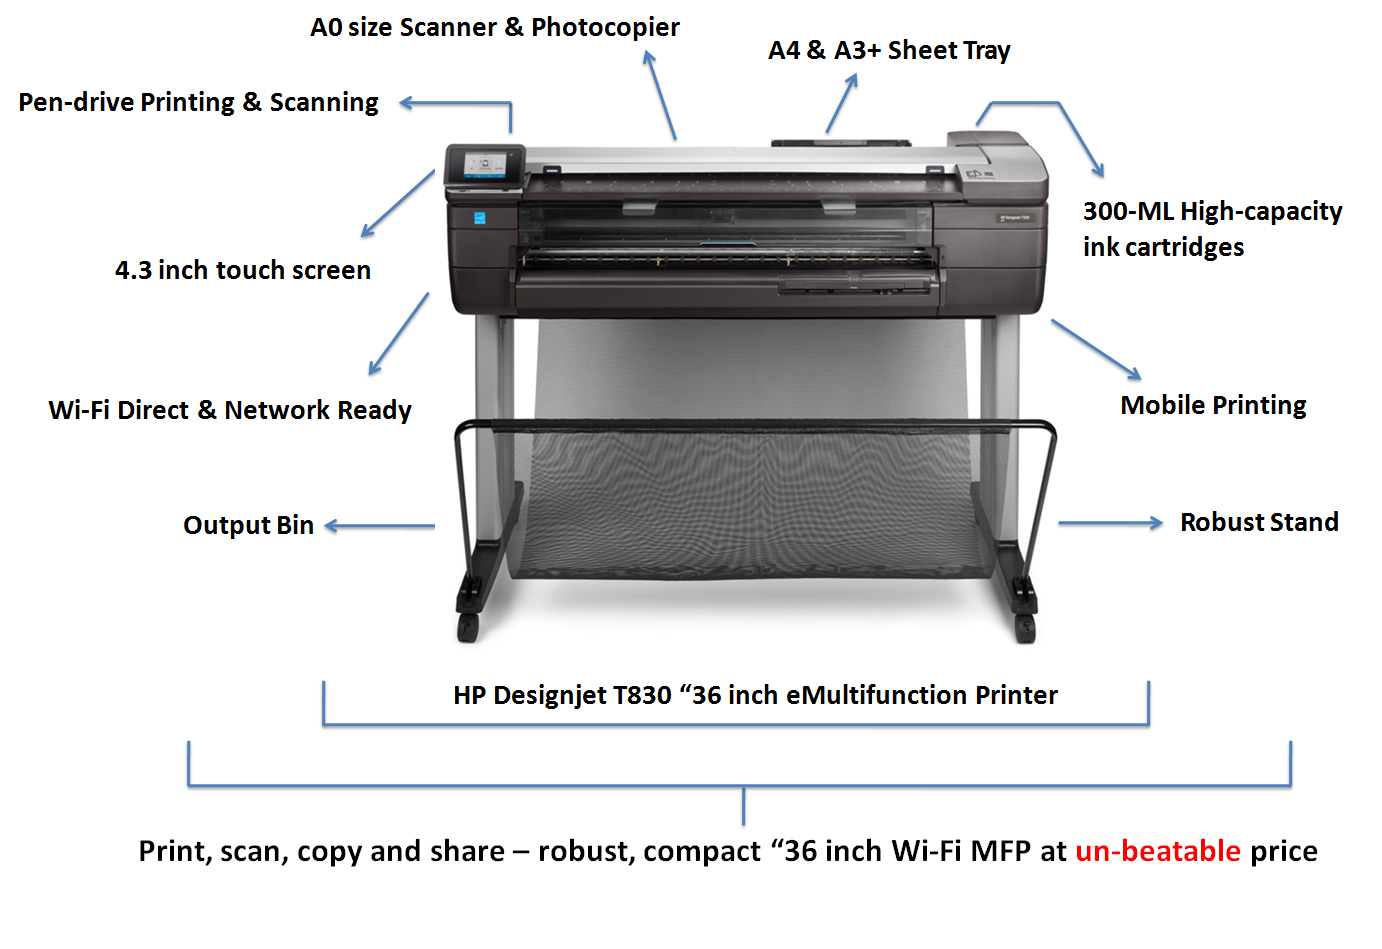 A0 size Scanner & Photocopier
A4 & A3+ Sheet Tray
Pen-drive Printing & Scanning
300-ML High-capacity
ink cartridges
4.3 inch touch screen
Wi-Fi Direct & Network Ready
Mobile Printing
Output Bin
Robust Stand
HP Designjet T830 “36 inch eMultifunction Printer
Print, scan, copy and share – robust, compact “36 inch Wi-Fi MFP at un-beatable price